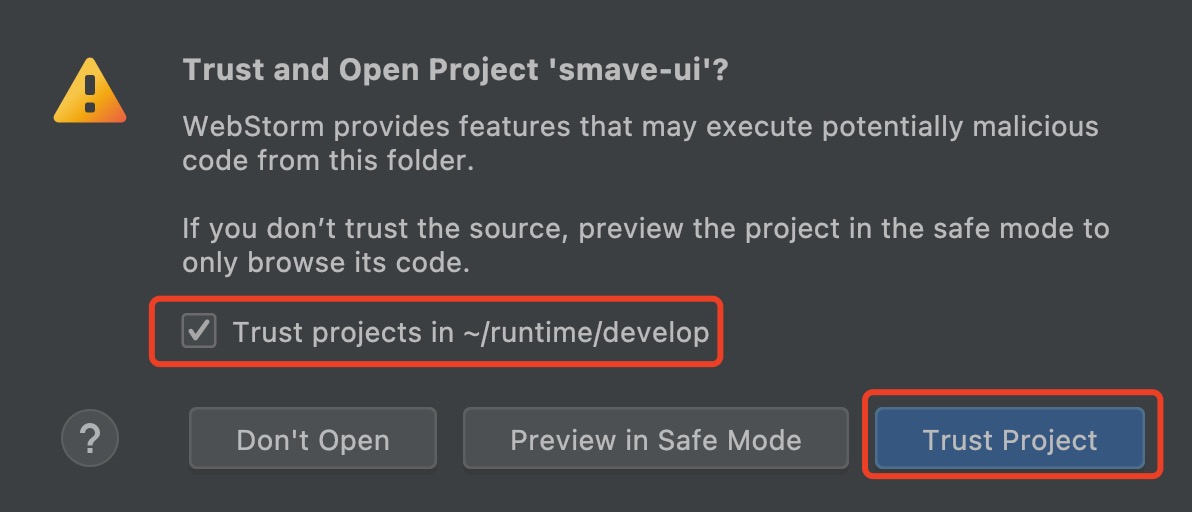 Trust and Open Project 'smave-ui'?
WebStorm provides features that may execute potentially malicious
code from this folder.
If you don’t trust the source, preview the project in the safe mode to
only browse its code.
Trust projects in ~/runtime/develop
?
Don't Open
Preview in Safe Mode
Trust Project